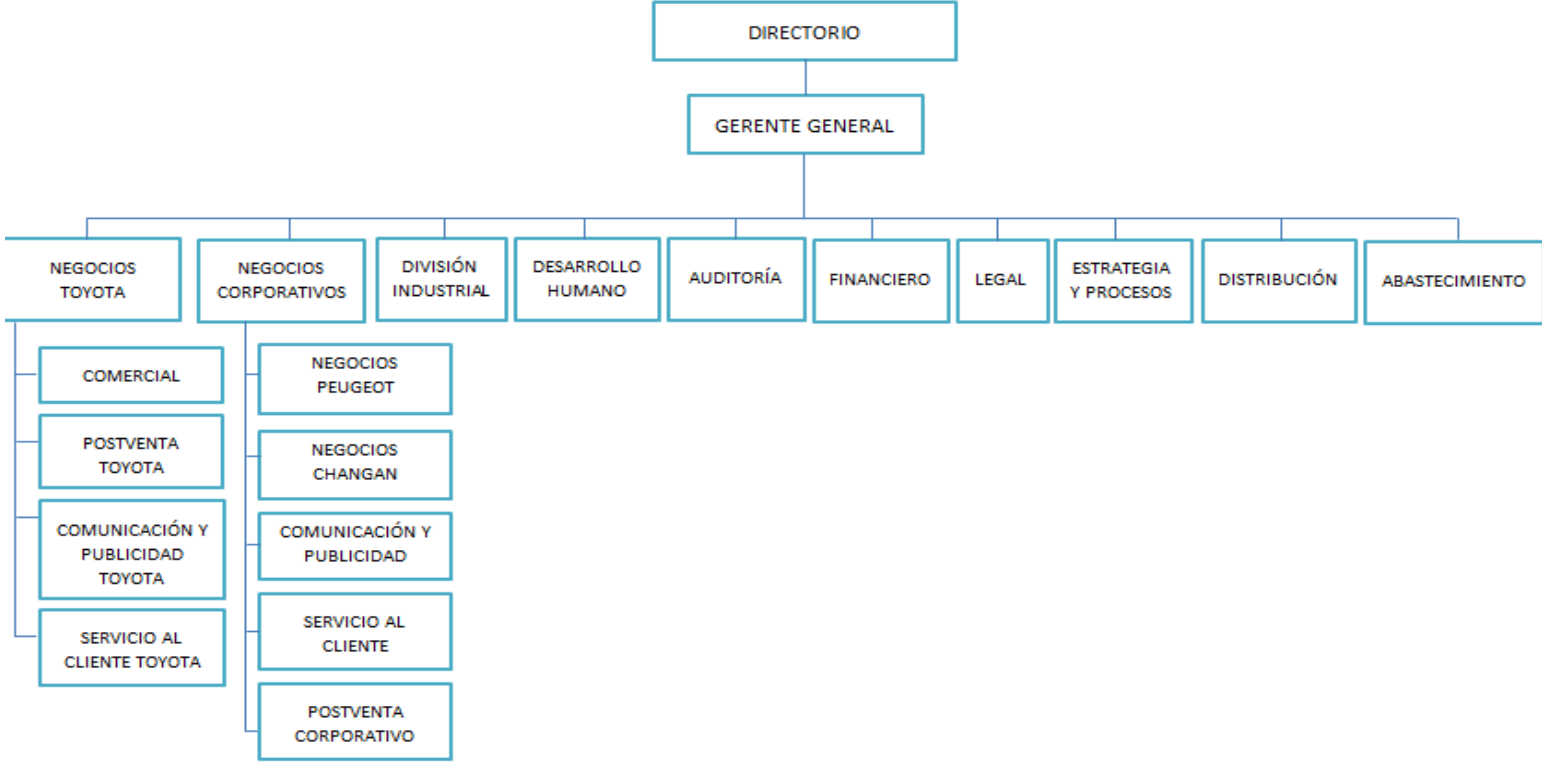 DIRECTORIO
GERENTE GENERAL
NEGOCIOS
TOYOTA
NEGOCIOS
CORPORATIVOS
DIVISIÓN
INDUSTRIAL
DESARROLLO
HUMANO
AUDITORÍA
FINANCIERO
LEGAL
ESTRATEGIA
Y PROCESOS
DISTRIBUCIÓN
ABASTECIMIENTO
COMERCIAL
POSTVENTA
TOYOTA
COMUNICACIÓN Y
PUBLICIDAD
TOYOTA
SERVICIO AL
CLIENTE TOYOTA
NEGOCIOS
PEUGEOT
NEGOCIOS
CHANGAN
COMUNICACIÓN Y
PUBLICIDAD
SERVICIO AL
CLIENTE
POSTVENTA
CORPORATIVO